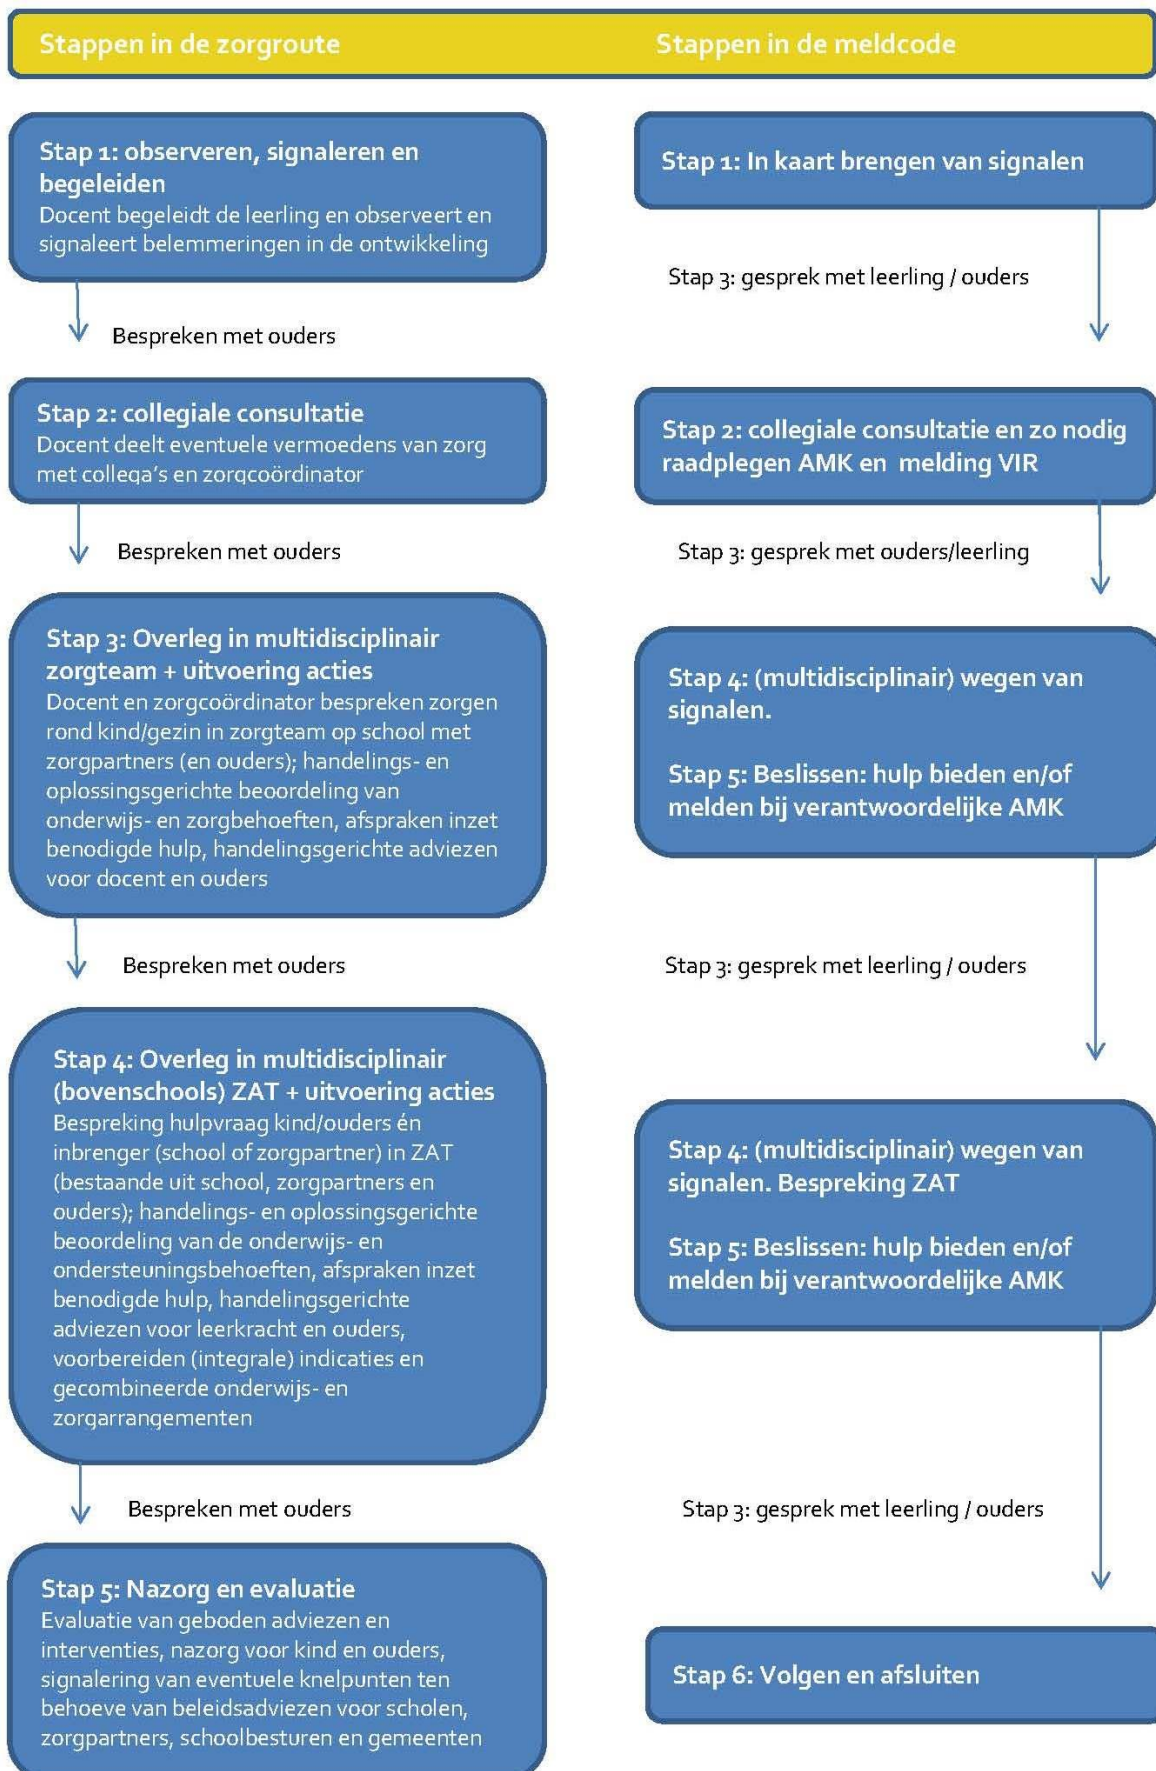 Stappen in de zorgroute
Stappen in de meldcode
Stap 1: observeren, signaleren en
begeleiden
Docent begeleidt de leerling en observeert en
signaleert belemmeringen in de ontwikkeling
Bespreken met ouders
Stap 2: collegiale consultatie
Docent deelt eventuele vermoedens van zorg
met collega's en zorgcoördinator
Bespreken met ouders
Stap 3: Overleg in multidisciplinair
zorgteam + uitvoering acties
Docent en zorgcoördinator bespreken zorgen
rond kind/gezin in zorgteam op school met
zorgpartners (en ouders); handelings- en
oplossingsgerichte beoordeling van
onderwijs- en zorgbehoeften, afspraken inzet
benodigde hulp, handelingsgerichte adviezen
voor docent en ouders
Bespreken met ouders
Stap 4: Overleg in multidisciplinair
(bovenschools) ZAT + uitvoering acties
Bespreking hulpvraag kind/ouders én
inbrenger (school of zorgpartner) in ZAT
(bestaande uit school, zorgpartners en
ouders); handelings- en oplossingsgerichte
beoordeling van de onderwijs- en
ondersteuningsbehoeften, afspraken inzet
benodigde hulp, handelingsgerichte
adviezen voor leerkracht en ouders,
voorbereiden (integrale) indicaties en
gecombineerde onderwijs- en
zorgarrangementen
Bespreken met ouders
Stap 5: Nazorg en evaluatie
Evaluatie van geboden adviezen en
interventies, nazorg voor kind en ouders,
signalering van eventuele knelpunten ten
behoeve van beleidsadviezen voor scholen,
zorgpartners, schoolbesturen en gemeenten
Stap 1: In kaart brengen van signalen
Stap 3: gesprek met leerling / ouders
Stap 2: collegiale consultatie en zo nodig
raadplegen AMK en melding VIR
Stap 3: gesprek met ouders/leerling
Stap 4: (multidisciplinair) wegen van
signalen.
Stap 5: Beslissen: hulp bieden en/of
melden bij verantwoordelijke AMK
Stap 3: gesprek met leerling / ouders
Stap 4: (multidisciplinair) wegen van
signalen. Bespreking ZAT
Stap 5: Beslissen: hulp bieden en/of
melden bij verantwoordelijke AMK
Stap 3: gesprek met leerling / ouders
Stap 6: Volgen en afsluiten